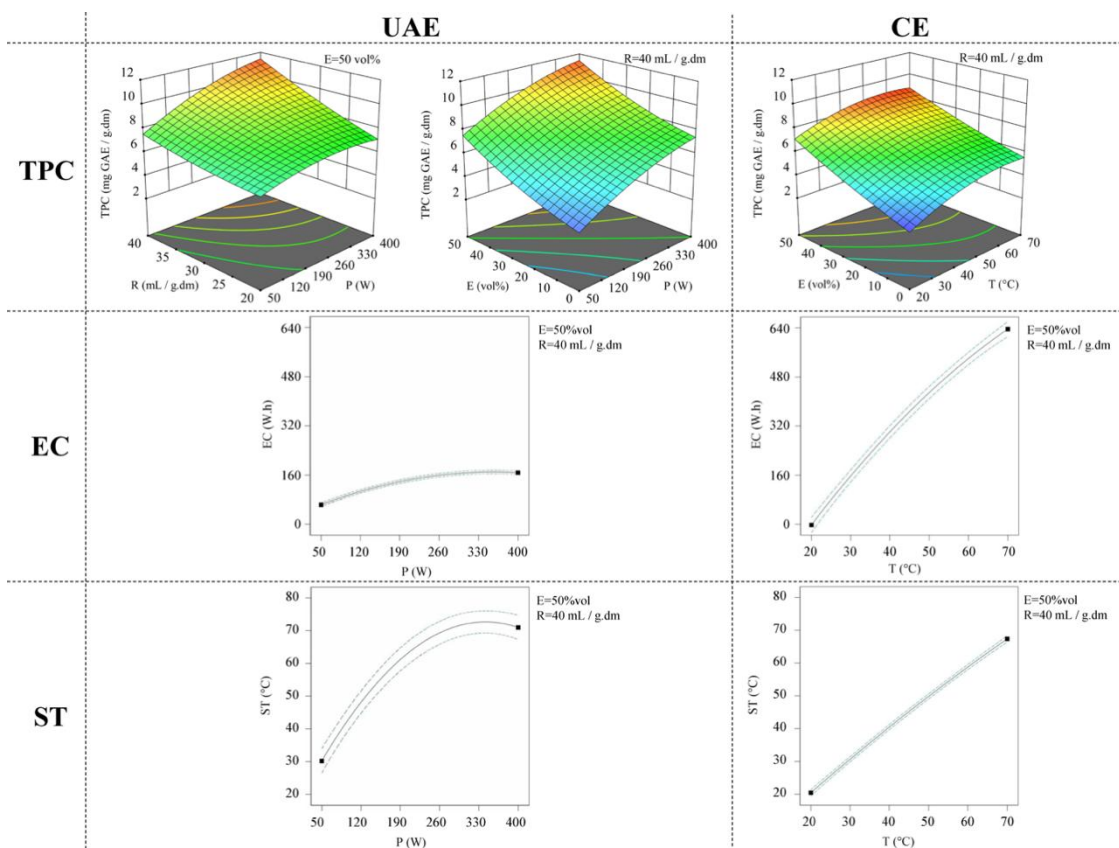 UAE
CE
TPC
E=50 vol%
TPC (mg GAE / g.dm)
12
10
8
6
4
2
40
35
30
25
20
R (mL / g.dm)
50
120
190
260
330
400
P (W)
R=40 mL / g.dm
TPC (mg GAE / g.dm)
12
10
8
6
4
2
50
40
30
20
10
0
E (vol%)
50
120
190
260
330
400
P (W)
R=40 mL / g.dm
TPC (mg GAE / g.dm)
12
10
8
6
4
2
50
40
30
20
10
0
E (vol%)
20
30
40
50
60
70
T (°C)
EC
E=50%vol
R=40 mL / g.dm
EC (W.h)
640
480
320
160
0
50 120 190 260 330 400
P (W)
E=50%vol
R=40 mL / g.dm
EC (W.h)
640
480
320
160
0
20 30 40 50 60 70
T (°C)
ST
E=50%vol
R=40 mL / g.dm
ST (°C)
80
70
60
50
40
30
20
50 120 190 260 330 400
P (W)
E=50%vol
R=40 mL / g.dm
ST (°C)
80
70
60
50
40
30
20
20 30 40 50 60 70
T (°C)